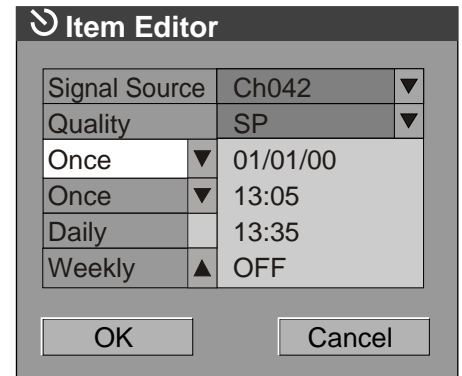 Item Editor
Signal Source Ch042
Quality SP
Once 01/01/00
Once 13:05
Daily 13:35
Weekly OFF
OK Cancel